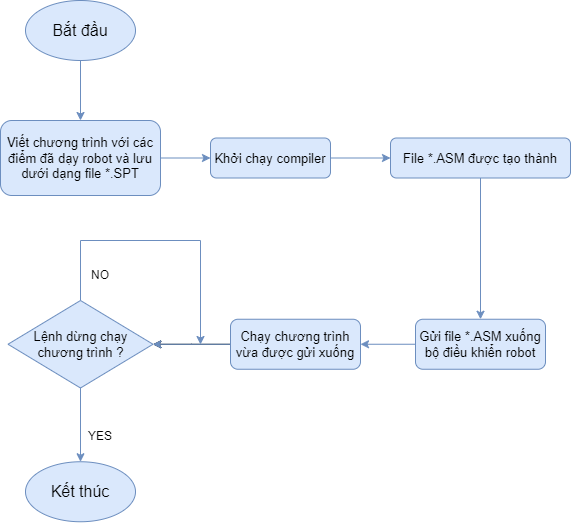 Bắt đầu
Viết chương trình với các
điểm đã dạy robot và lưu
dưới dạng file *.SPT
Khởi chạy compiler
File *.ASM được tạo thành
NO
Lệnh dừng chạy
chương trình ?
Chạy chương trình
vừa được gửi xuống
Gửi file *.ASM xuống
bộ điều khiển robot
YES
Kết thúc